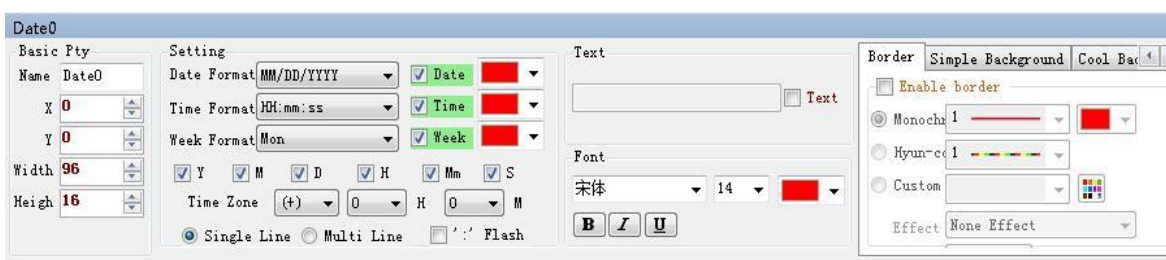 Date0
Basic Pty
Name Date0
X 0
Y 0
Width 96
Heigh 16
Setting
Date Format MM/DD/YYYY Date
Time Format HH:mm:ss Time
Week Format Mon Week
Y M D H Mm S
Time Zone (+) 0 H 0 M
Single Line Multi Line ':' Flash
Text
Text
Font
宋体 14
B I U
Border Simple Background Cool Bac
Enable border
Monochr 1
Hyun-co 1
Custom
Effect None Effect